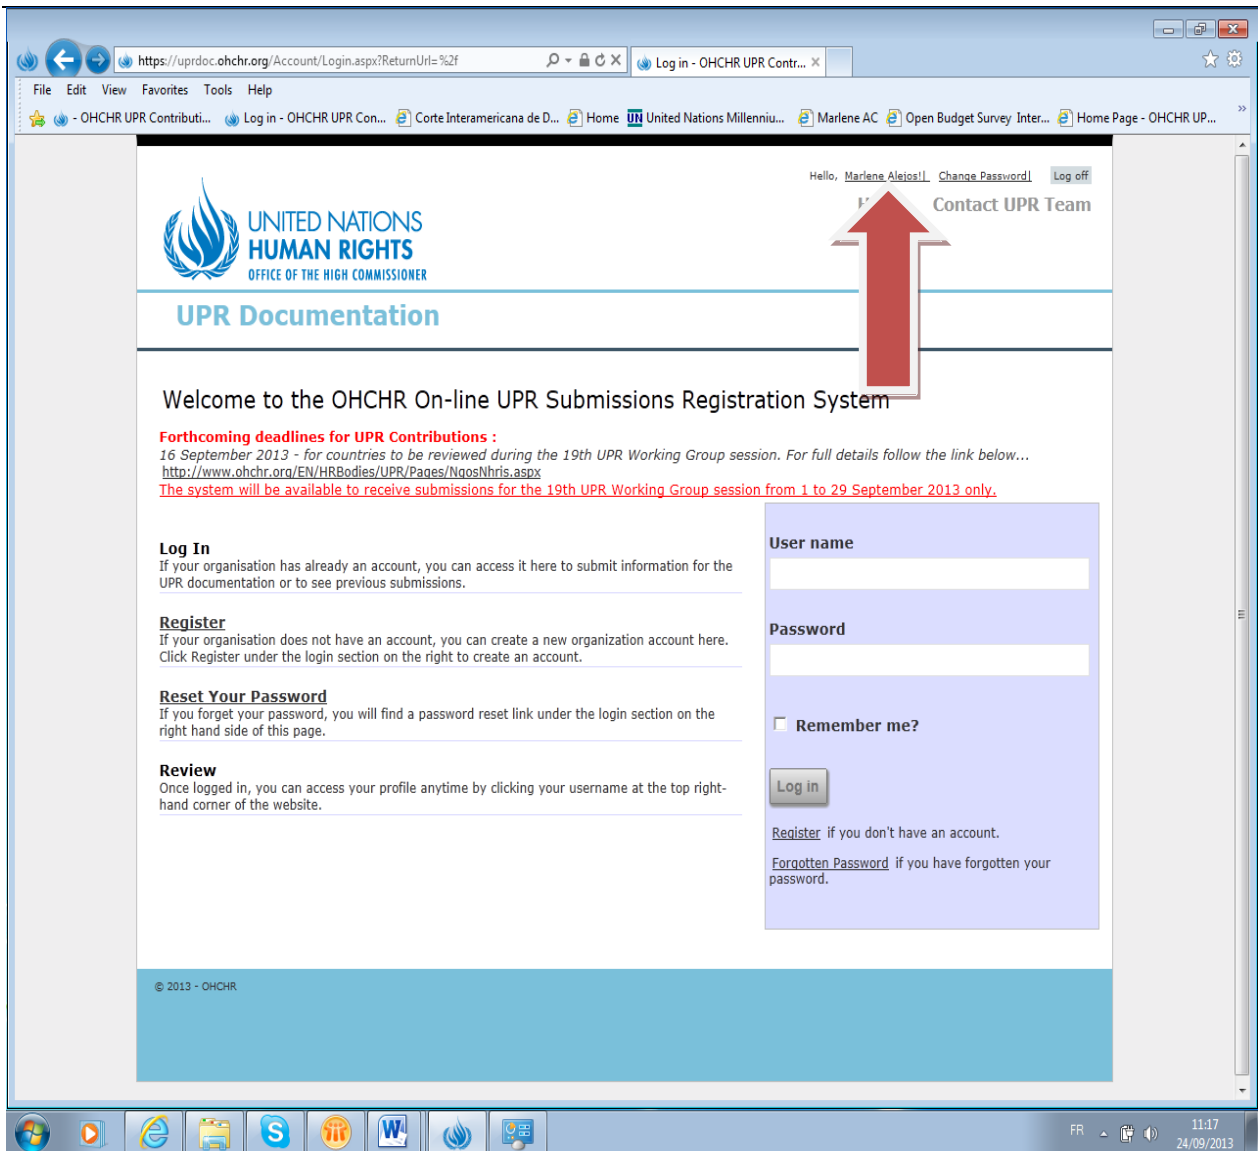 https://uprdoc.ohchr.org/Account/Login.aspx?ReturnUrl=%2f
Log in - OHCHR UPR Contr...
File Edit View Favorites Tools Help
- OHCHR UPR Contributi... Log in - OHCHR UPR Con... Corte Interamericana de D... Home UN United Nations Millenniu... Marlene AC Open Budget Survey Inter... Home Page - OHCHR UP... »
Hello, Marlene Alejos!| Change Password| Log off
Contact UPR Team
UNITED NATIONS
HUMAN RIGHTS
OFFICE OF THE HIGH COMMISSIONER
UPR Documentation
Welcome to the OHCHR On-line UPR Submissions Registration System
Forthcoming deadlines for UPR Contributions :
16 September 2013 - for countries to be reviewed during the 19th UPR Working Group session. For full details follow the link below...
http://www.ohchr.org/EN/HRBodies/UPR/Pages/NgosNhris.aspx
The system will be available to receive submissions for the 19th UPR Working Group session from 1 to 29 September 2013 only.
Log In
If your organisation has already an account, you can access it here to submit information for the
UPR documentation or to see previous submissions.
Register
If your organisation does not have an account, you can create a new organization account here.
Click Register under the login section on the right to create an account.
Reset Your Password
If you forget your password, you will find a password reset link under the login section on the
right hand side of this page.
Review
Once logged in, you can access your profile anytime by clicking your username at the top right-
hand corner of the website.
User name
Password
Remember me?
Log in
Register if you don't have an account.
Forgotten Password if you have forgotten your
password.
© 2013 - OHCHR
FR
11:17
24/09/2013